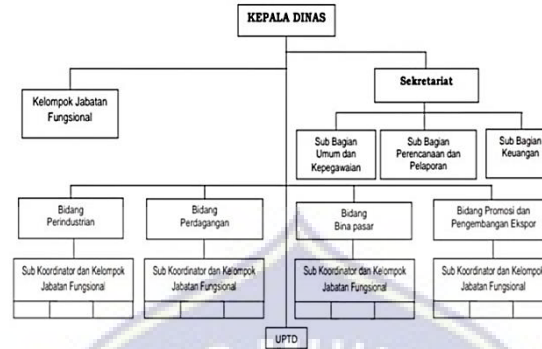 KEPALA DINAS
Sekretariat
Kelompok Jabatan
Fungsional
Sub Bagian
Umum dan
Kepegawaian
Sub Bagian
Perencanaan dan
Pelaporan
Sub Bagian
Keuangan
Bidang
Perindustrian
Bidang
Perdagangan
Bidang
Bina pasar
Bidang Promosi dan
Pengembangan Ekspor
Sub Koordinator dan Kelompok
Jabatan Fungsional
Sub Koordinator dan Kelompok
Jabatan Fungsional
Sub Koordinator dan Kelompok
Jabatan Fungsional
Sub Koordinator dan Kelompok
Jabatan Fungsional
UPTD